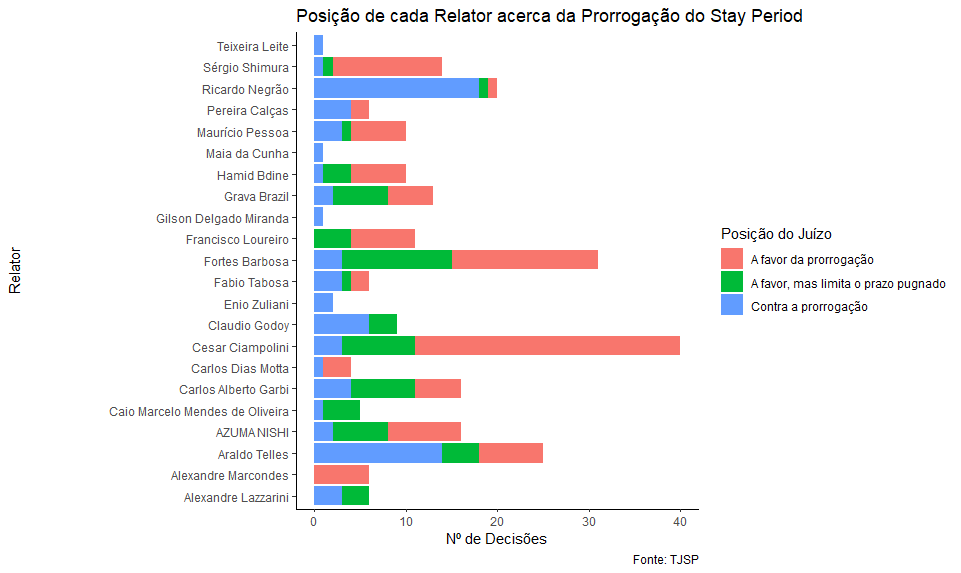 Posição de cada Relator acerca da Prorrogação do Stay Period
Relator
Teixeira Leite
Sérgio Shimura
Ricardo Negrão
Pereira Calças
Maurício Pessoa
Maia da Cunha
Hamid Bdine
Grava Brazil
Gilson Delgado Miranda
Francisco Loureiro
Fortes Barbosa
Fabio Tabosa
Enio Zuliani
Claudio Godoy
Cesar Ciampolini
Carlos Dias Motta
Carlos Alberto Garbi
Caio Marcelo Mendes de Oliveira
AZUMA NISHI
Araldo Telles
Alexandre Marcondes
Alexandre Lazzarini
0 10 20 30 40
Nº de Decisões
Posição do Juízo
A favor da prorrogação
A favor, mas limita o prazo pugnado
Contra a prorrogação
Fonte: TJSP